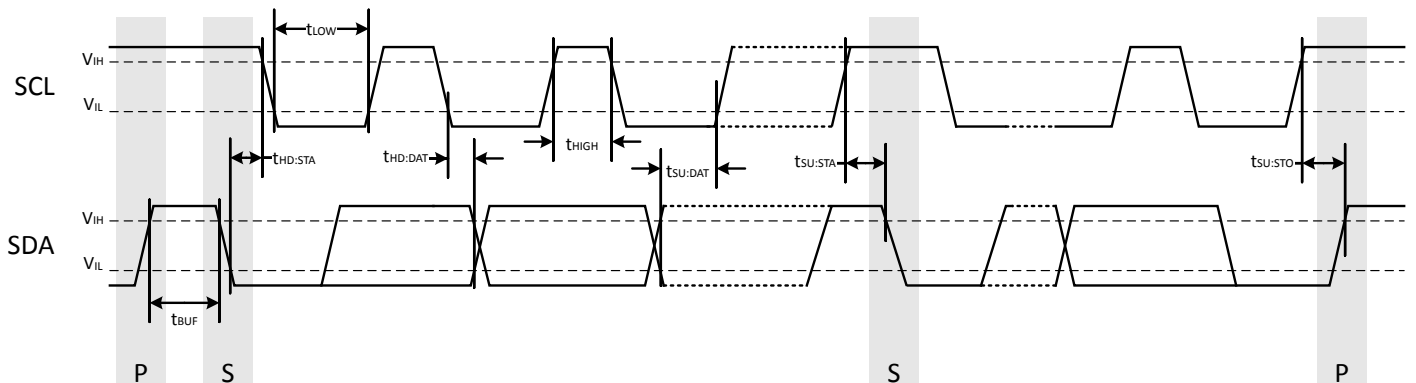 tLOW
VIH
SCL
VIL
tHD:STA
tHD:DAT
tHIGH
tSU:DAT
tSU:STA
tSU:STO
VIH
SDA
VIL
tBUF
P
S
S
P